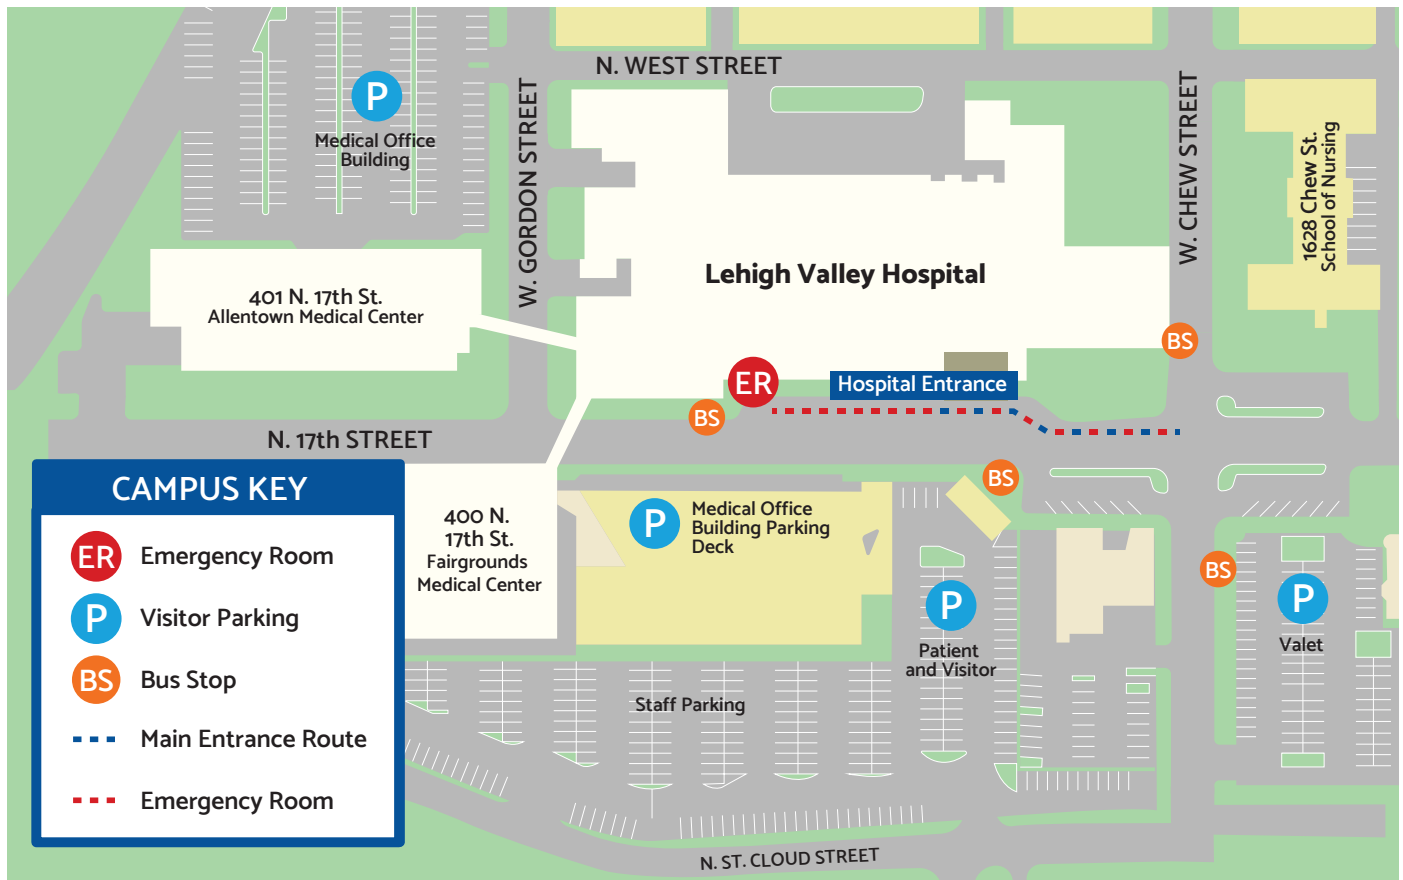 N. WEST STREET
P
Medical Office
Building
W. GORDON STREET
W. CHEW STREET
1628 Chew St.
School of Nursing
Lehigh Valley Hospital
401 N. 17th St.
Allentown Medical Center
BS
ER
Hospital Entrance
BS
N. 17th STREET
BS
CAMPUS KEY
ER Emergency Room
P Visitor Parking
BS Bus Stop
Main Entrance Route
Emergency Room
400 N.
17th St.
Fairgrounds
Medical Center
P
Medical Office
Building Parking
Deck
BS
P
Patient
and Visitor
P
Valet
Staff Parking
N. ST. CLOUD STREET